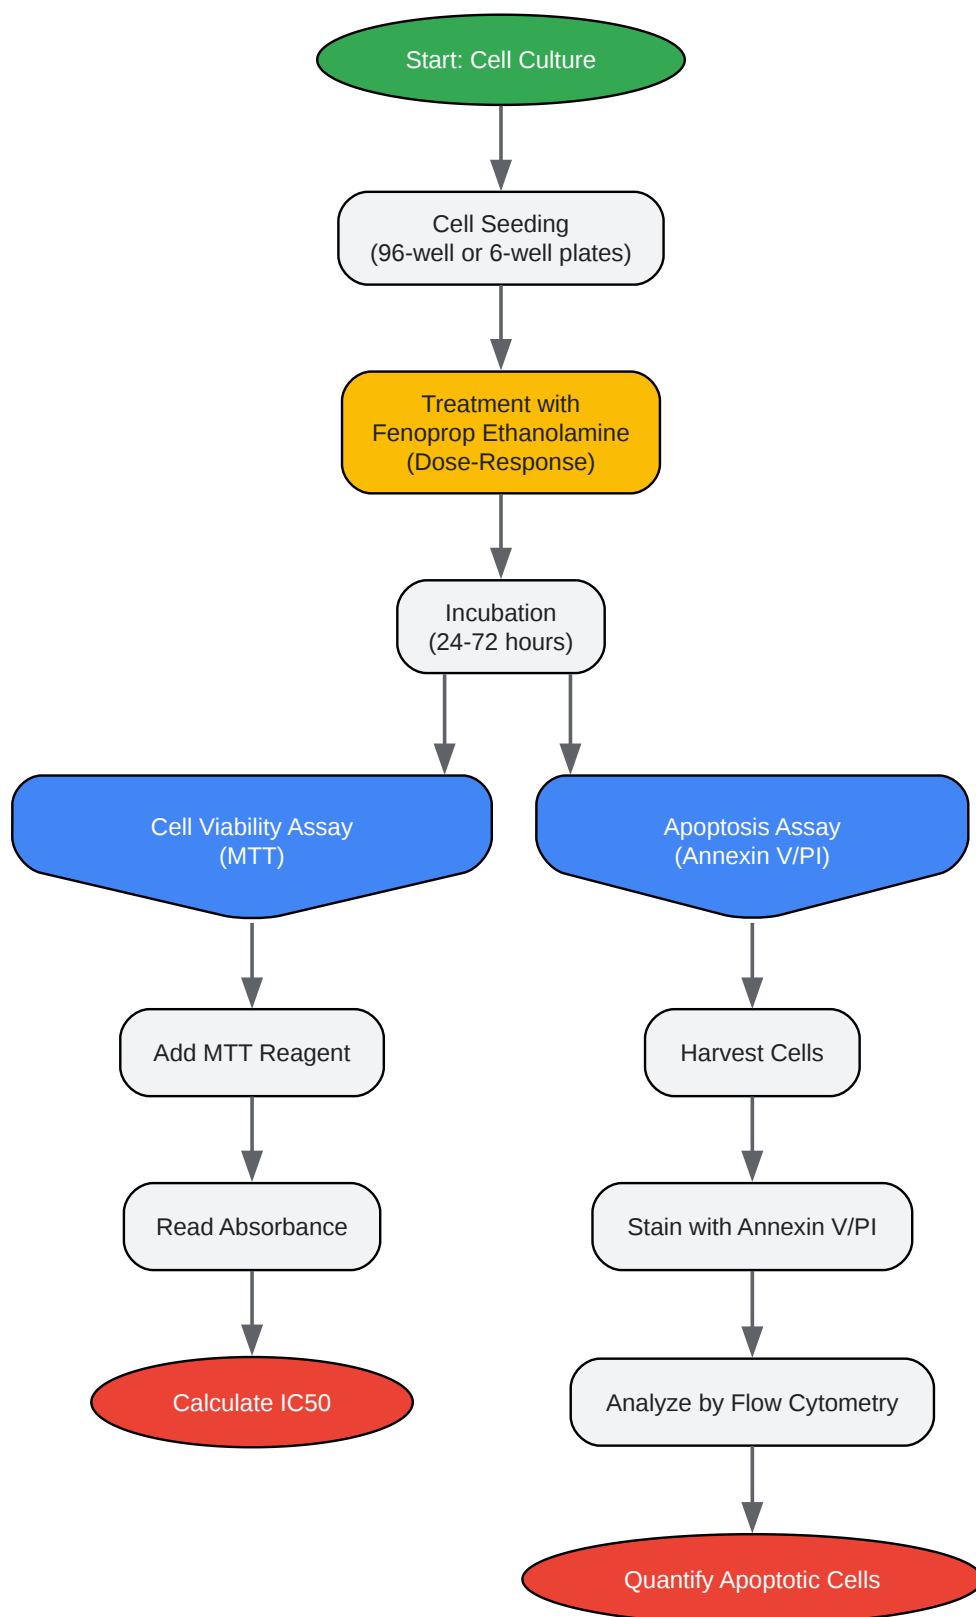 Start: Cell Culture
Cell Seeding
(96-well or 6-well plates)
Treatment with
Fenoprop Ethanolamine
(Dose-Response)
Incubation
(24-72 hours)
Cell Viability Assay
(MTT)
Add MTT Reagent
Read Absorbance
Calculate IC50
Apoptosis Assay
(Annexin V/PI)
Harvest Cells
Stain with Annexin V/PI
Analyze by Flow Cytometry
Quantify Apoptotic Cells